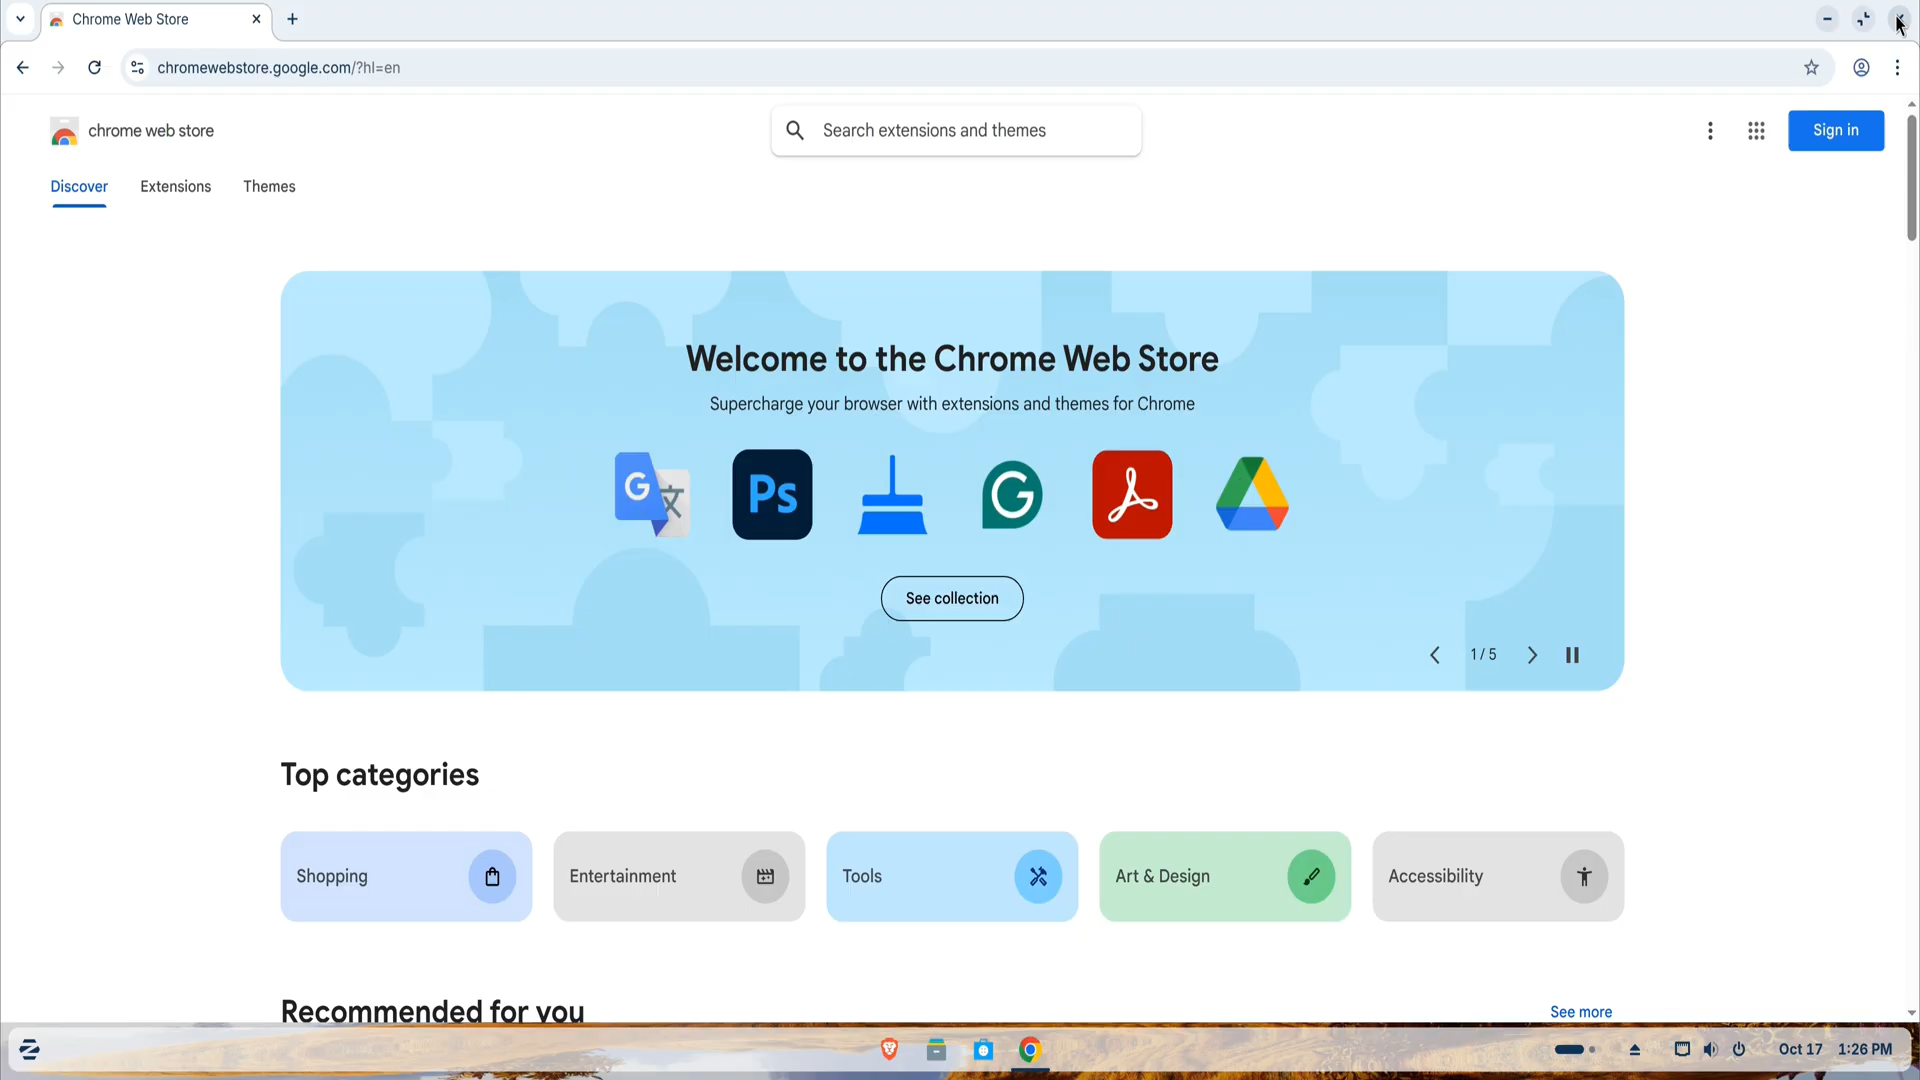 Chrome Web Store
chromewebstore.google.com/?hl=en
chrome web store
Search extensions and themes
Sign in
Discover
Extensions
Themes
Welcome to the Chrome Web Store
Supercharge your browser with extensions and themes for Chrome
G 文
Ps
G
See collection
1 / 5
Top categories
Shopping
Entertainment
Tools
Art & Design
Accessibility
Recommended for you
See more
Oct 17 1:26 PM